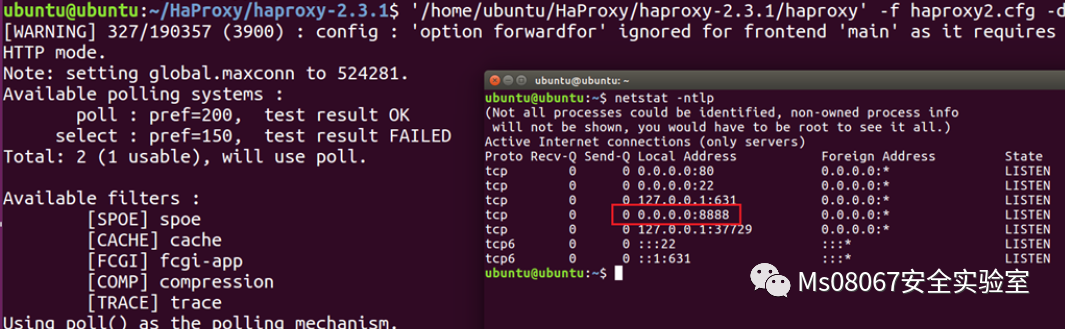 ubuntu@ubuntu:~/HaProxy/haproxy-2.3.1$ '/home/ubuntu/HaProxy/haproxy-2.3.1/haproxy' -f haproxy2.cfg -d
[WARNING] 327/190357 (3900) : config : 'option forwardfor' ignored for frontend 'main' as it requires
HTTP mode.
Note: setting global.maxconn to 524281.
Available polling systems :
poll : pref=200,  test result OK
select : pref=150,  test result FAILED
Total: 2 (1 usable), will use poll.
Available filters :
[SPOE] spoe
[CACHE] cache
[FCGI] fcgi-app
[COMP] compression
[TRACE] trace
Using poll() as the polling mechanism.
ubuntu@ubuntu: ~
ubuntu@ubuntu:~$ netstat -ntlp
(Not all processes could be identified, non-owned process info
will not be shown, you would have to be root to see it all.)
Active Internet connections (only servers)
Proto Recv-Q Send-Q Local Address           Foreign Address         State
tcp        0      0 0.0.0.0:80              0.0.0.0:*               LISTEN
tcp        0      0 0.0.0.0:22              0.0.0.0:*               LISTEN
tcp        0      0 127.0.0.1:631           0.0.0.0:*               LISTEN
tcp        0      0 0.0.0.0:8888            0.0.0.0:*               LISTEN
tcp        0      0 127.0.0.1:37729         0.0.0.0:*               LISTEN
tcp6       0      0 :::22                   :::*                    LISTEN
tcp6       0      0 ::1:631                 :::*                    LISTEN
ubuntu@ubuntu:~$
Ms08067安全实验室